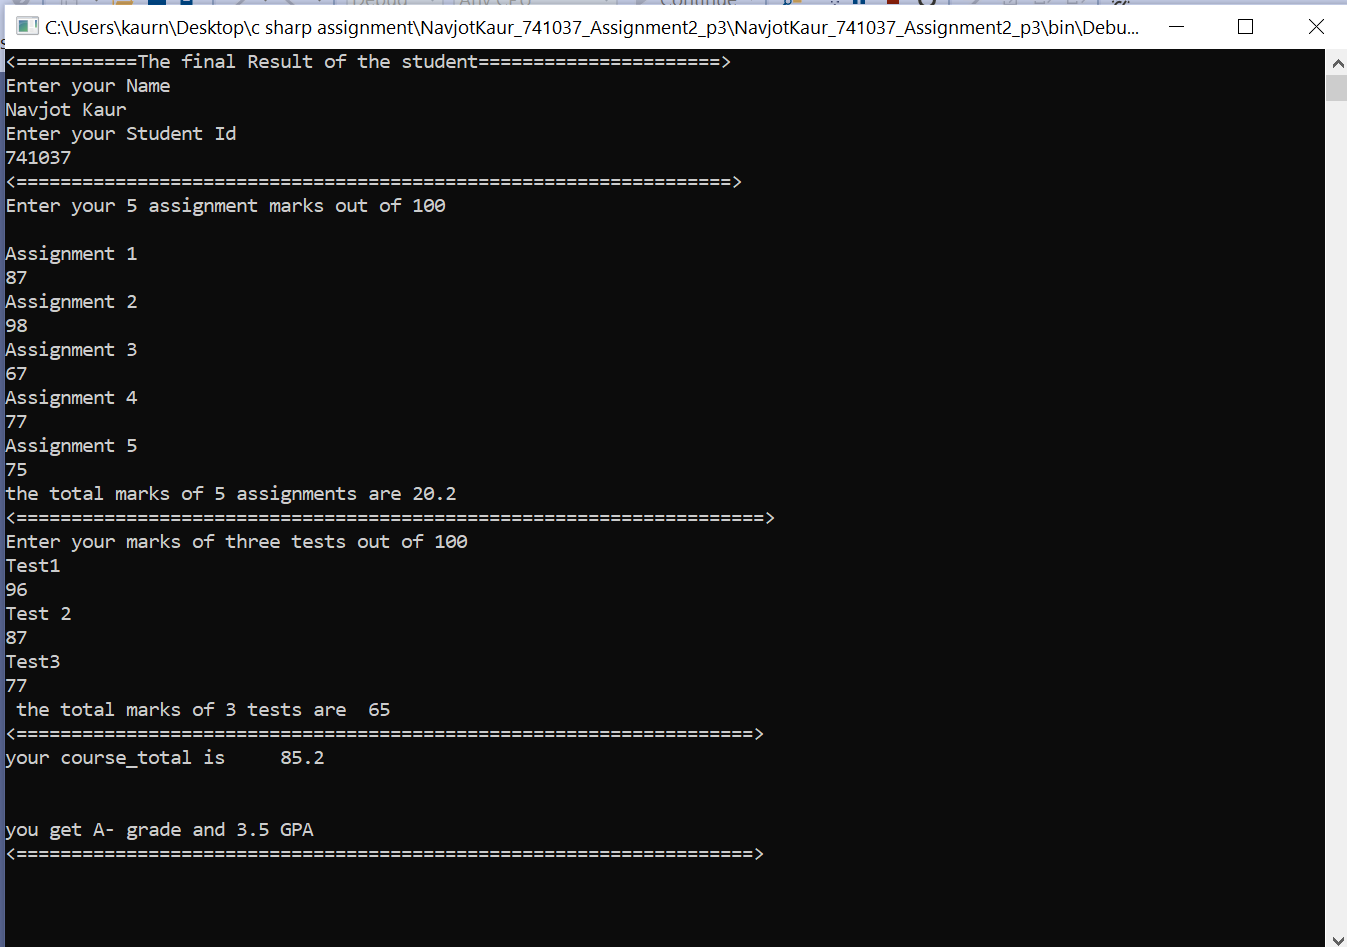 C:\Users\kaurn\Desktop\c sharp assignment\NavjotKaur_741037_Assignment2_p3\NavjotKaur_741037_Assignment2_p3\bin\Debu...
<===========The final Result of the student======================>
Enter your Name
Navjot Kaur
Enter your Student Id
741037
<=================================================================>
Enter your 5 assignment marks out of 100
Assignment 1
87
Assignment 2
98
Assignment 3
67
Assignment 4
77
Assignment 5
75
the total marks of 5 assignments are 20.2
<====================================================================>
Enter your marks of three tests out of 100
Test1
96
Test 2
87
Test3
77
 the total marks of 3 tests are  65
<===================================================================>
your course_total is     85.2
you get A- grade and 3.5 GPA
<===================================================================>